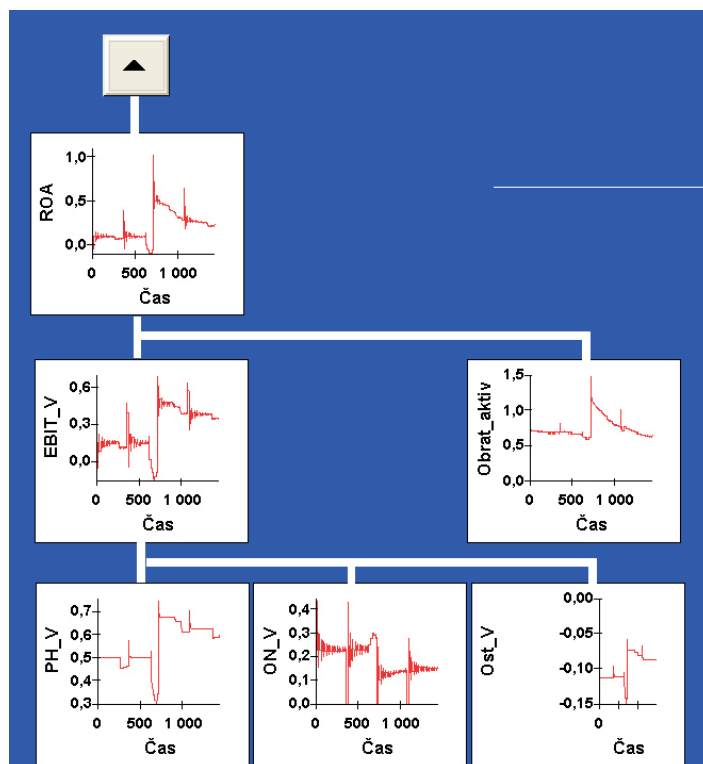 1,0
0,5
0,0
ROA
0 500 1 000
Čas
0,6
0,3
0,0
EBIT_V
0 500 1 000
Čas
1,5
1,0
0,5
0,0
Obrat_aktiv
0 500 1 000
Čas
0,7
0,6
0,5
0,4
0,3
PH_V
0 500 1 000
Čas
0,4
0,3
0,2
0,1
0,0
ON_V
0 500 1 000
Čas
0,00
-0,05
-0,10
-0,15
Ost_V
0
Čas